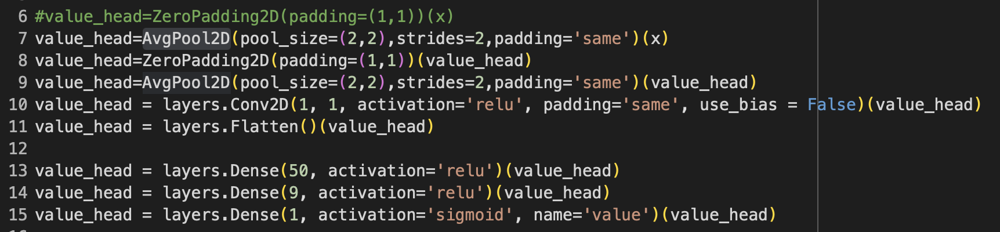 6 #value_head=ZeroPadding2D(padding=(1,1))(x)
7 value_head=AvgPool2D(pool_size=(2,2),strides=2,padding='same')(x)
8 value_head=ZeroPadding2D(padding=(1,1))(value_head)
9 value_head=AvgPool2D(pool_size=(2,2),strides=2,padding='same')(value_head)
10 value_head = layers.Conv2D(1, 1, activation='relu', padding='same', use_bias = False)(value_head)
11 value_head = layers.Flatten()(value_head)
12
13 value_head = layers.Dense(50, activation='relu')(value_head)
14 value_head = layers.Dense(9, activation='relu')(value_head)
15 value_head = layers.Dense(1, activation='sigmoid', name='value')(value_head)